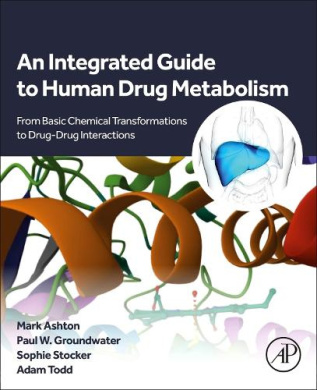 An Integrated Guide
to Human Drug Metabolism
From Basic Chemical Transformations
to Drug-Drug Interactions
Mark Ashton
Paul W. Groundwater
Sophie Stocker
Adam Todd
AP